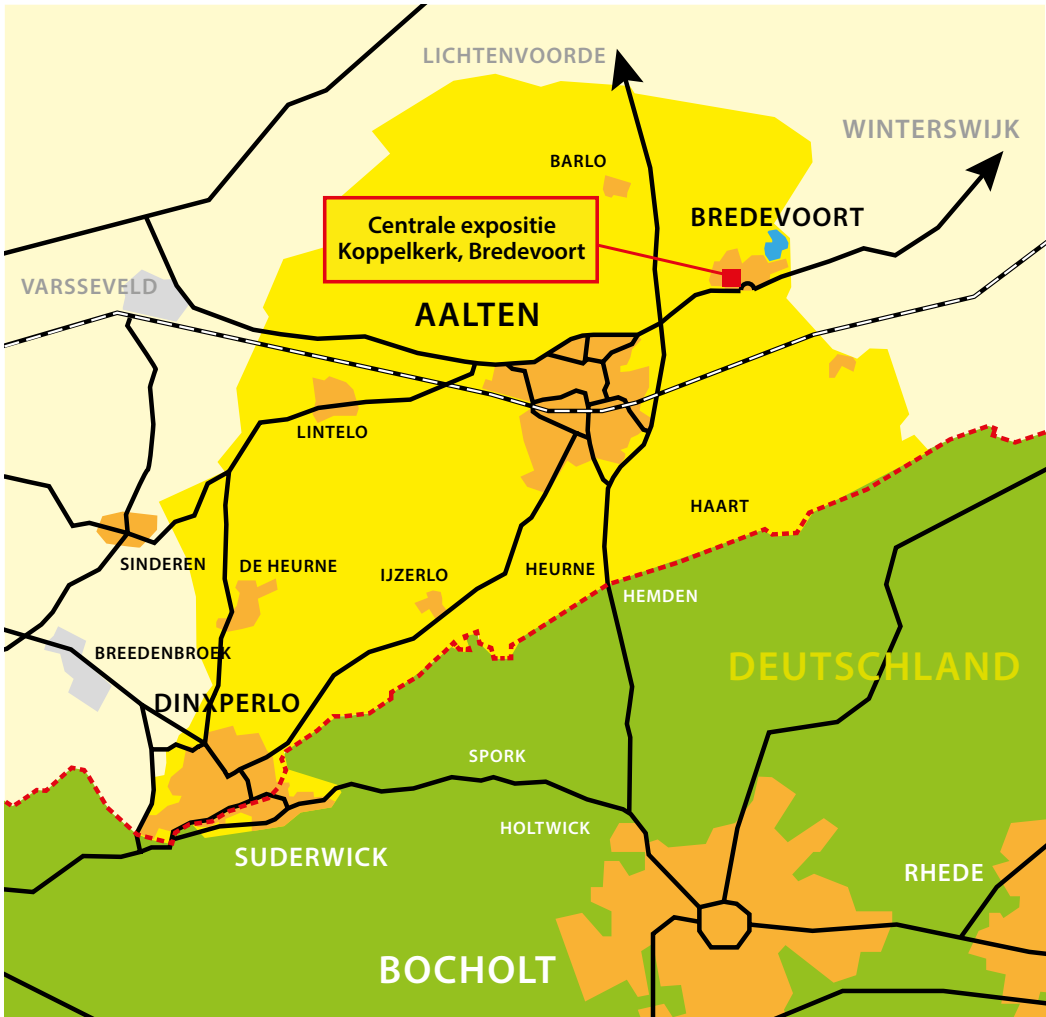 LICHTENVOORDE
WINTERSWIJK
BARLO
BREDEVOORT
Centrale expositie
Koppelkerk, Bredevoort
VARSSEVELD
AALTEN
LINTELO
HAART
SINDEREN
DE HEURNE
IJZERLO
HEURNE
HEMDEN
BREEDENBROEK
DEUTSCHLAND
DINXPERLO
SPORK
HOLTWICK
SUDERWICK
RHEDE
BOCHOLT